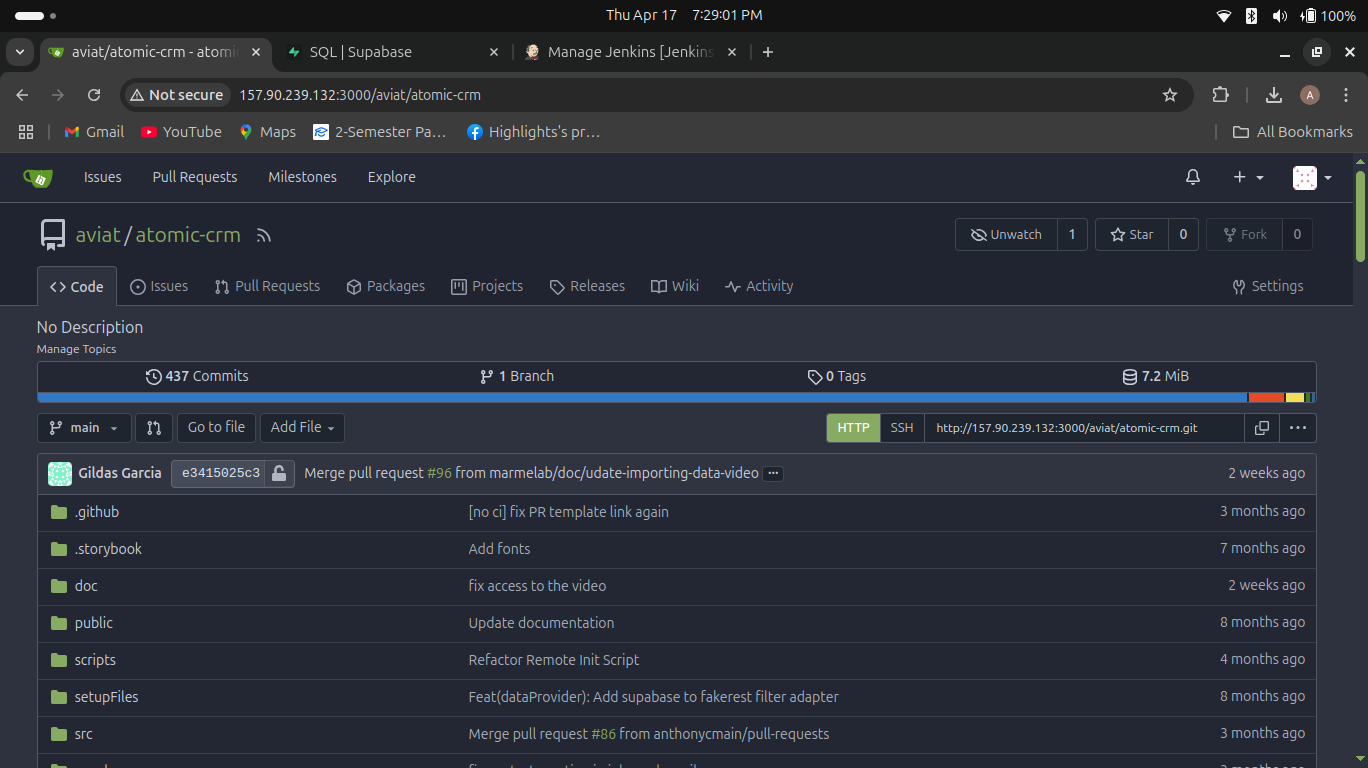 Thu Apr 17 7:29:01 PM
100%
aviat/atomic-crm - atomi
SQL | Supabase
Manage Jenkins [Jenkins
Not secure
157.90.239.132:3000/aviat/atomic-crm
A
Gmail
YouTube
Maps
2-Semester Pa...
Highlights's pr...
All Bookmarks
Issues
Pull Requests
Milestones
Explore
aviat/atomic-crm
Unwatch 1
Star 0
Fork 0
Code
Issues
Pull Requests
Packages
Projects
Releases
Wiki
Activity
Settings
No Description
Manage Topics
437 Commits
1 Branch
0 Tags
7.2 MiB
main
Go to file
Add File
HTTP
SSH
http://157.90.239.132:3000/aviat/atomic-crm.git
Gildas Garcia e3415025c3 Merge pull request #96 from marmelab/doc/udate-importing-data-video ... 2 weeks ago
.github [no ci] fix PR template link again 3 months ago
.storybook Add fonts 7 months ago
doc fix access to the video 2 weeks ago
public Update documentation 8 months ago
scripts Refactor Remote Init Script 4 months ago
setupFiles Feat(dataProvider): Add supabase to fakerest filter adapter 8 months ago
src Merge pull request #86 from anthonycmain/pull-requests 3 months ago